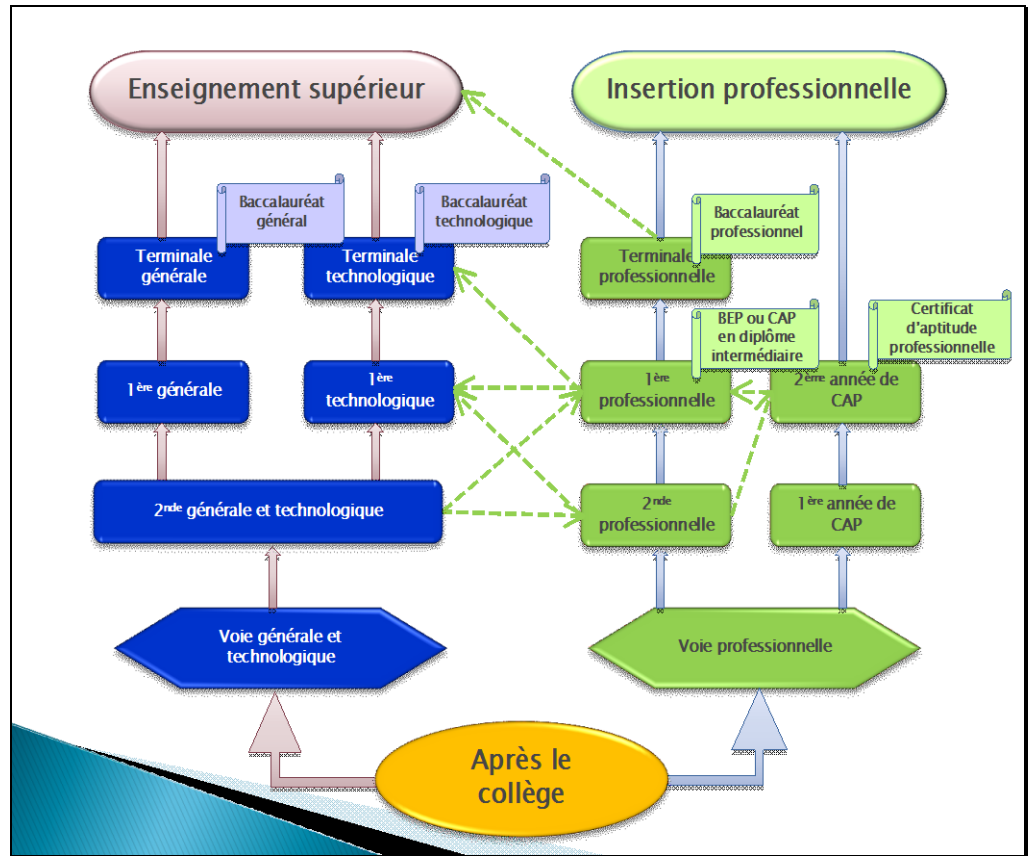 Enseignement supérieur
Insertion professionnelle
Baccalauréat
général
Baccalauréat
technologique
Baccalauréat
professionnel
Terminale
générale
Terminale
technologique
Terminale
professionnelle
BEP ou CAP
en diplôme
intermédiaire
Certificat
d'aptitude
professionnelle
1ère générale
1ère
technologique
1ère
professionnelle
2ème année de
CAP
2nde générale et technologique
2nde
professionnelle
1ère année de
CAP
Voie générale et
technologique
Voie professionnelle
Après le
collège